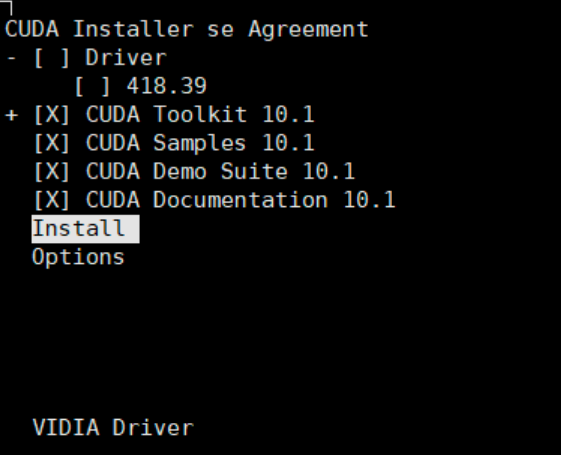 CUDA Installer se Agreement
- [ ] Driver
[ ] 418.39
+ [X] CUDA Toolkit 10.1
[X] CUDA Samples 10.1
[X] CUDA Demo Suite 10.1
[X] CUDA Documentation 10.1
Install
Options
VIDIA Driver